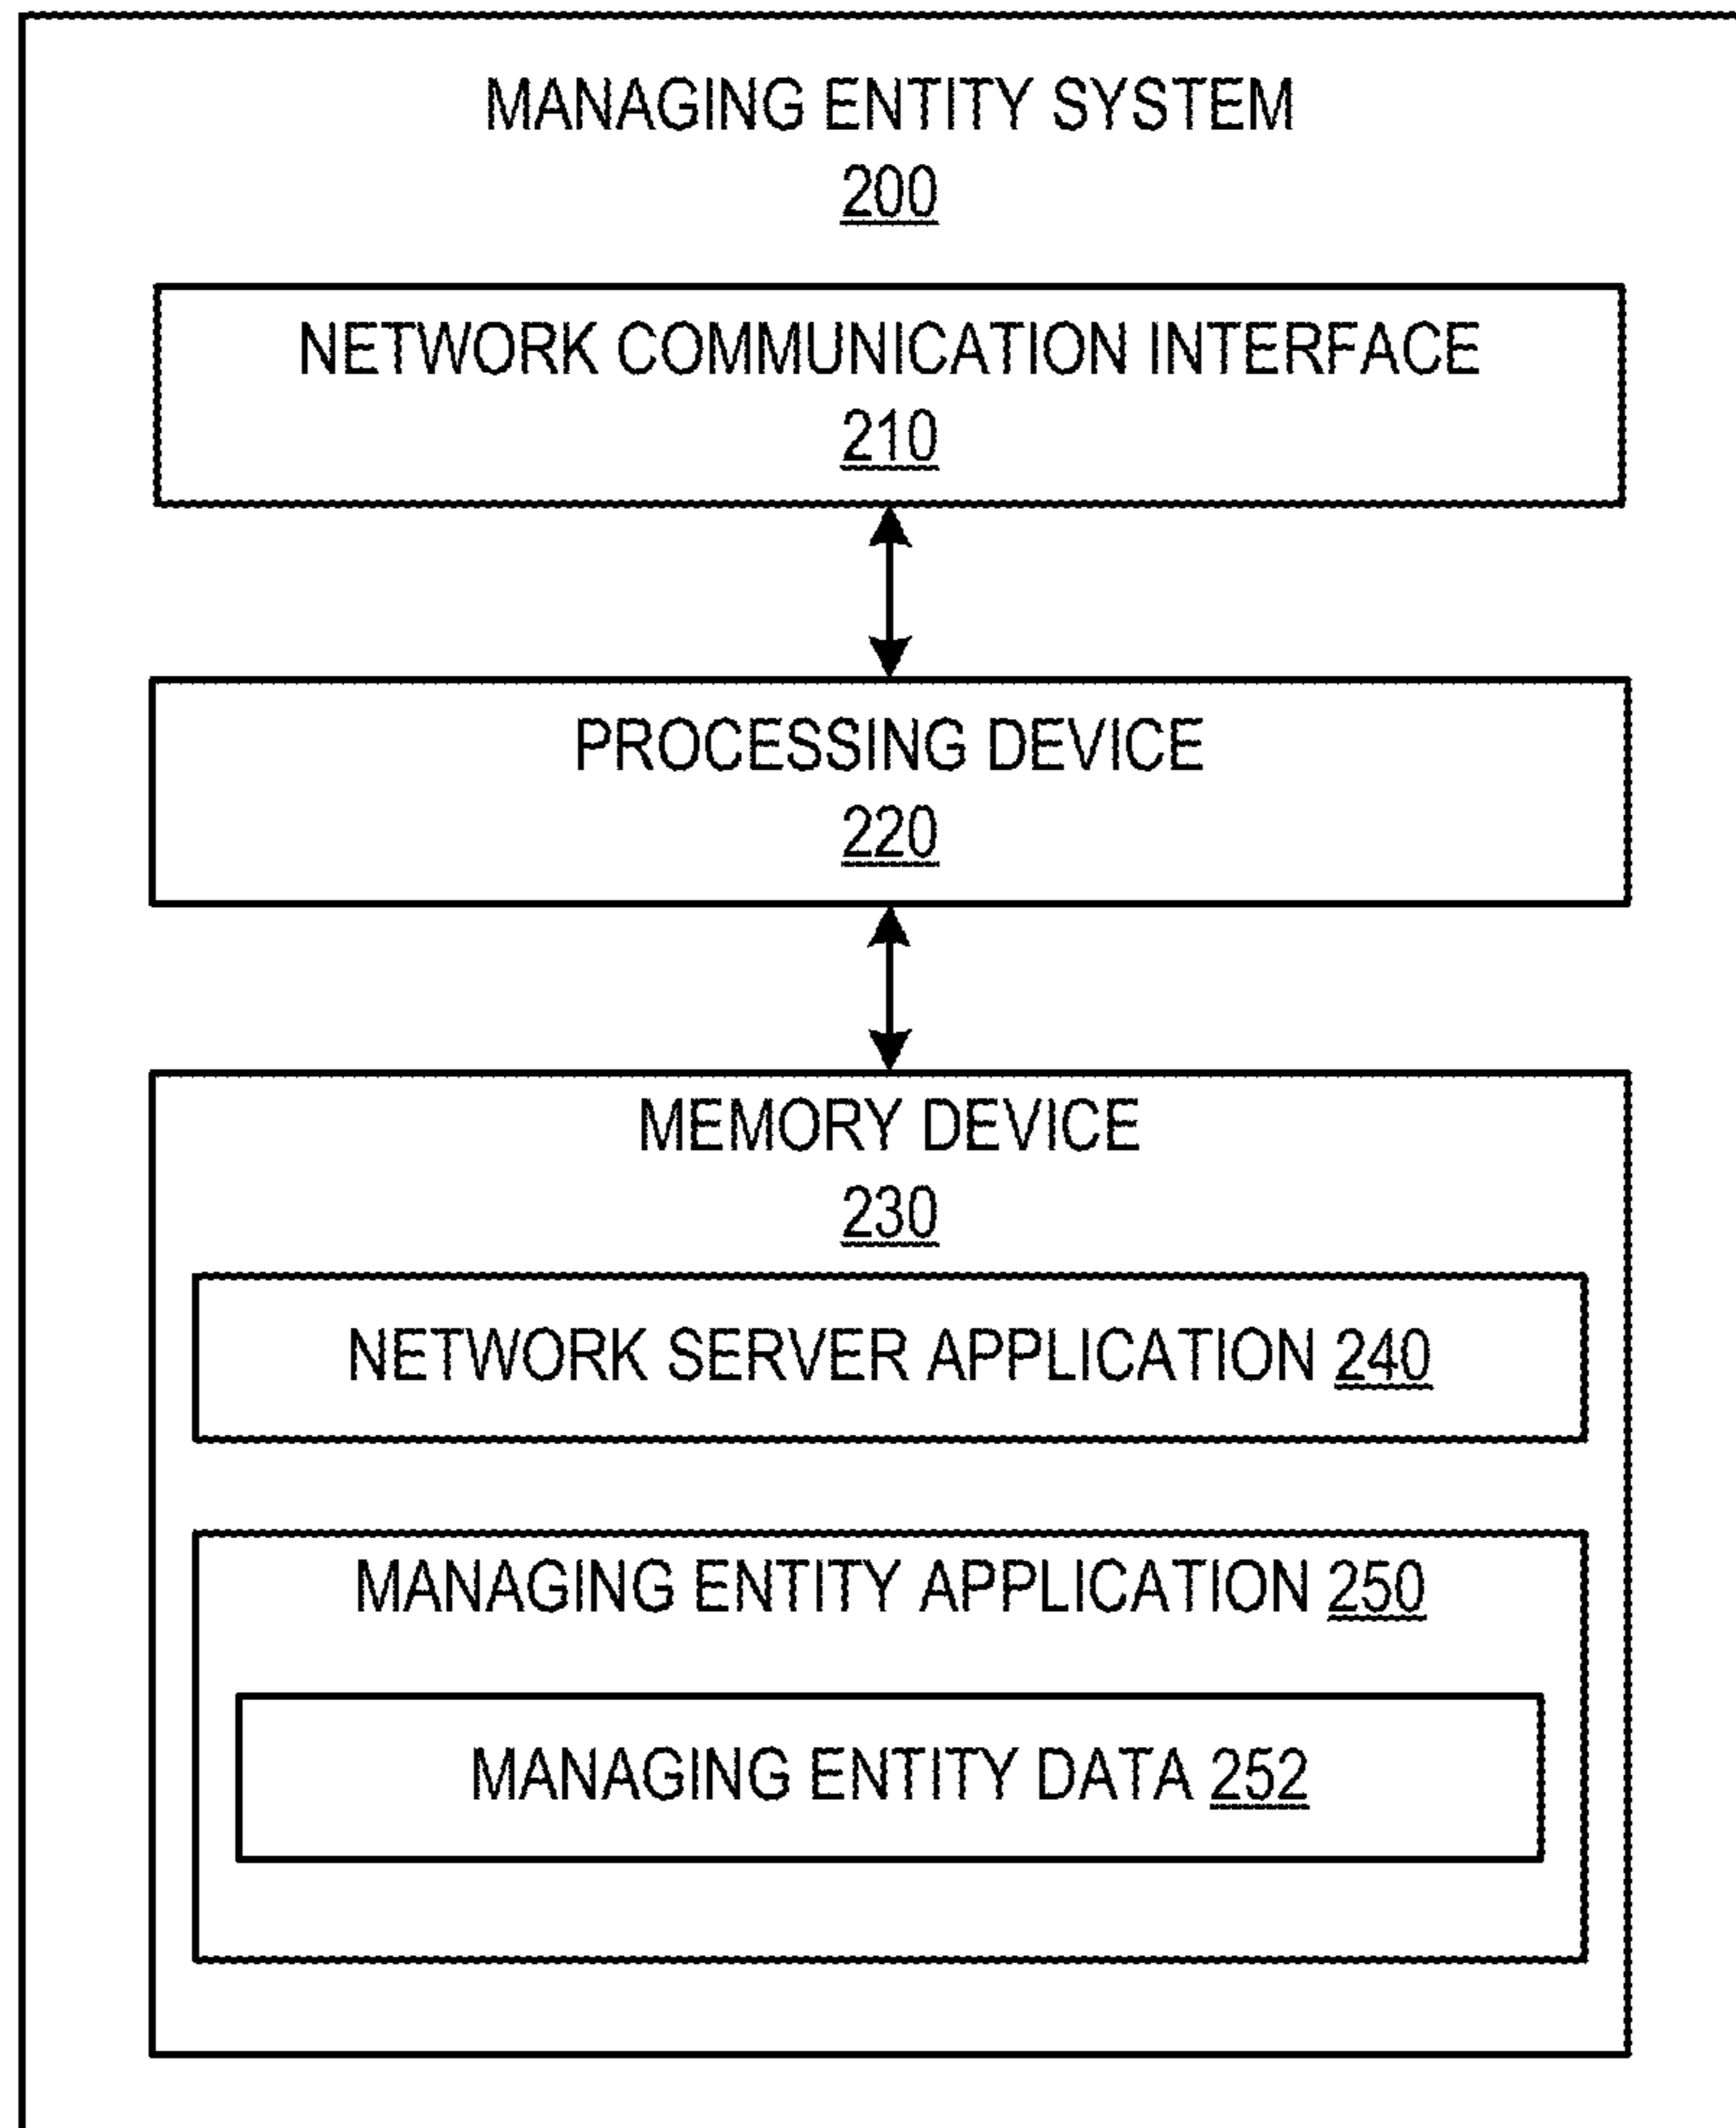 MANAGING ENTITY SYSTEM
200
NETWORK COMMUNICATION INTERFACE
210
PROCESSING DEVICE
220
MEMORY DEVICE
230
NETWORK SERVER APPLICATION 240
MANAGING ENTITY APPLICATION 250
MANAGING ENTITY DATA 252